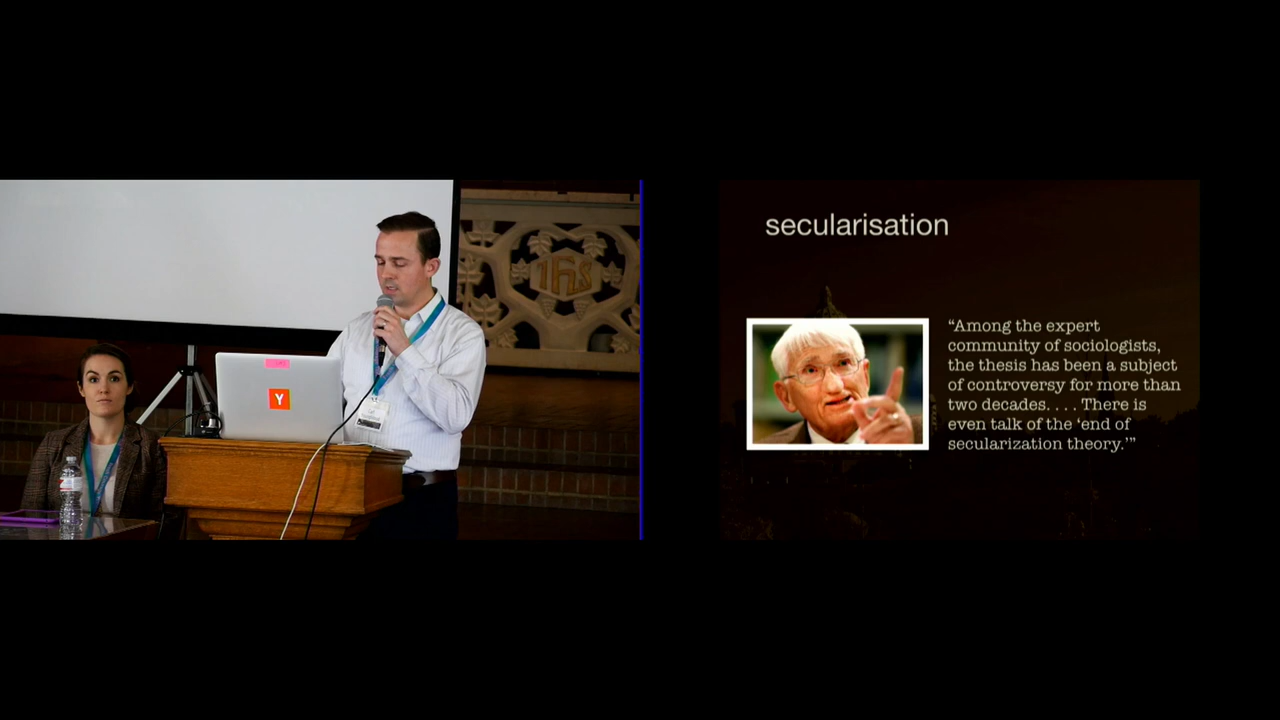 IHS
Y
secularisation
“Among the expert
community of sociologists,
the thesis has been a subject
of controversy for more than
two decades. . . . There is
even talk of the ‘end of
secularization theory.’”